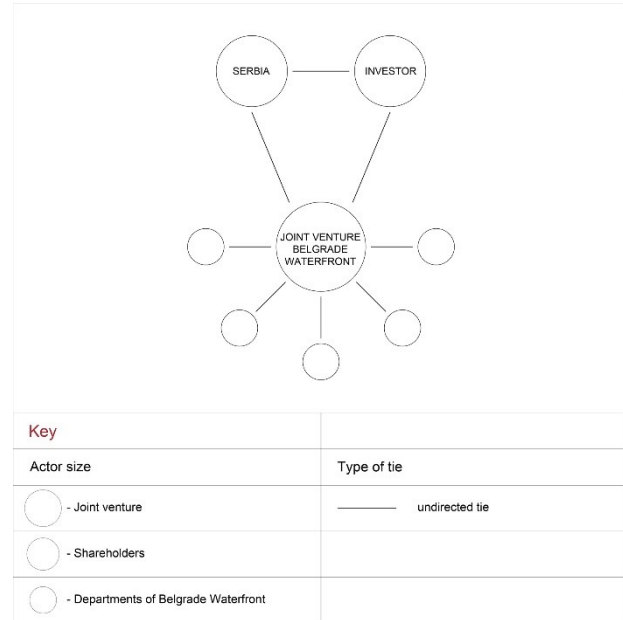 SERBIA
INVESTOR
JOINT VENTURE
BELGRADE
WATERFRONT
Key
Actor size
Type of tie
- Joint venture
undirected tie
- Shareholders
- Departments of Belgrade Waterfront